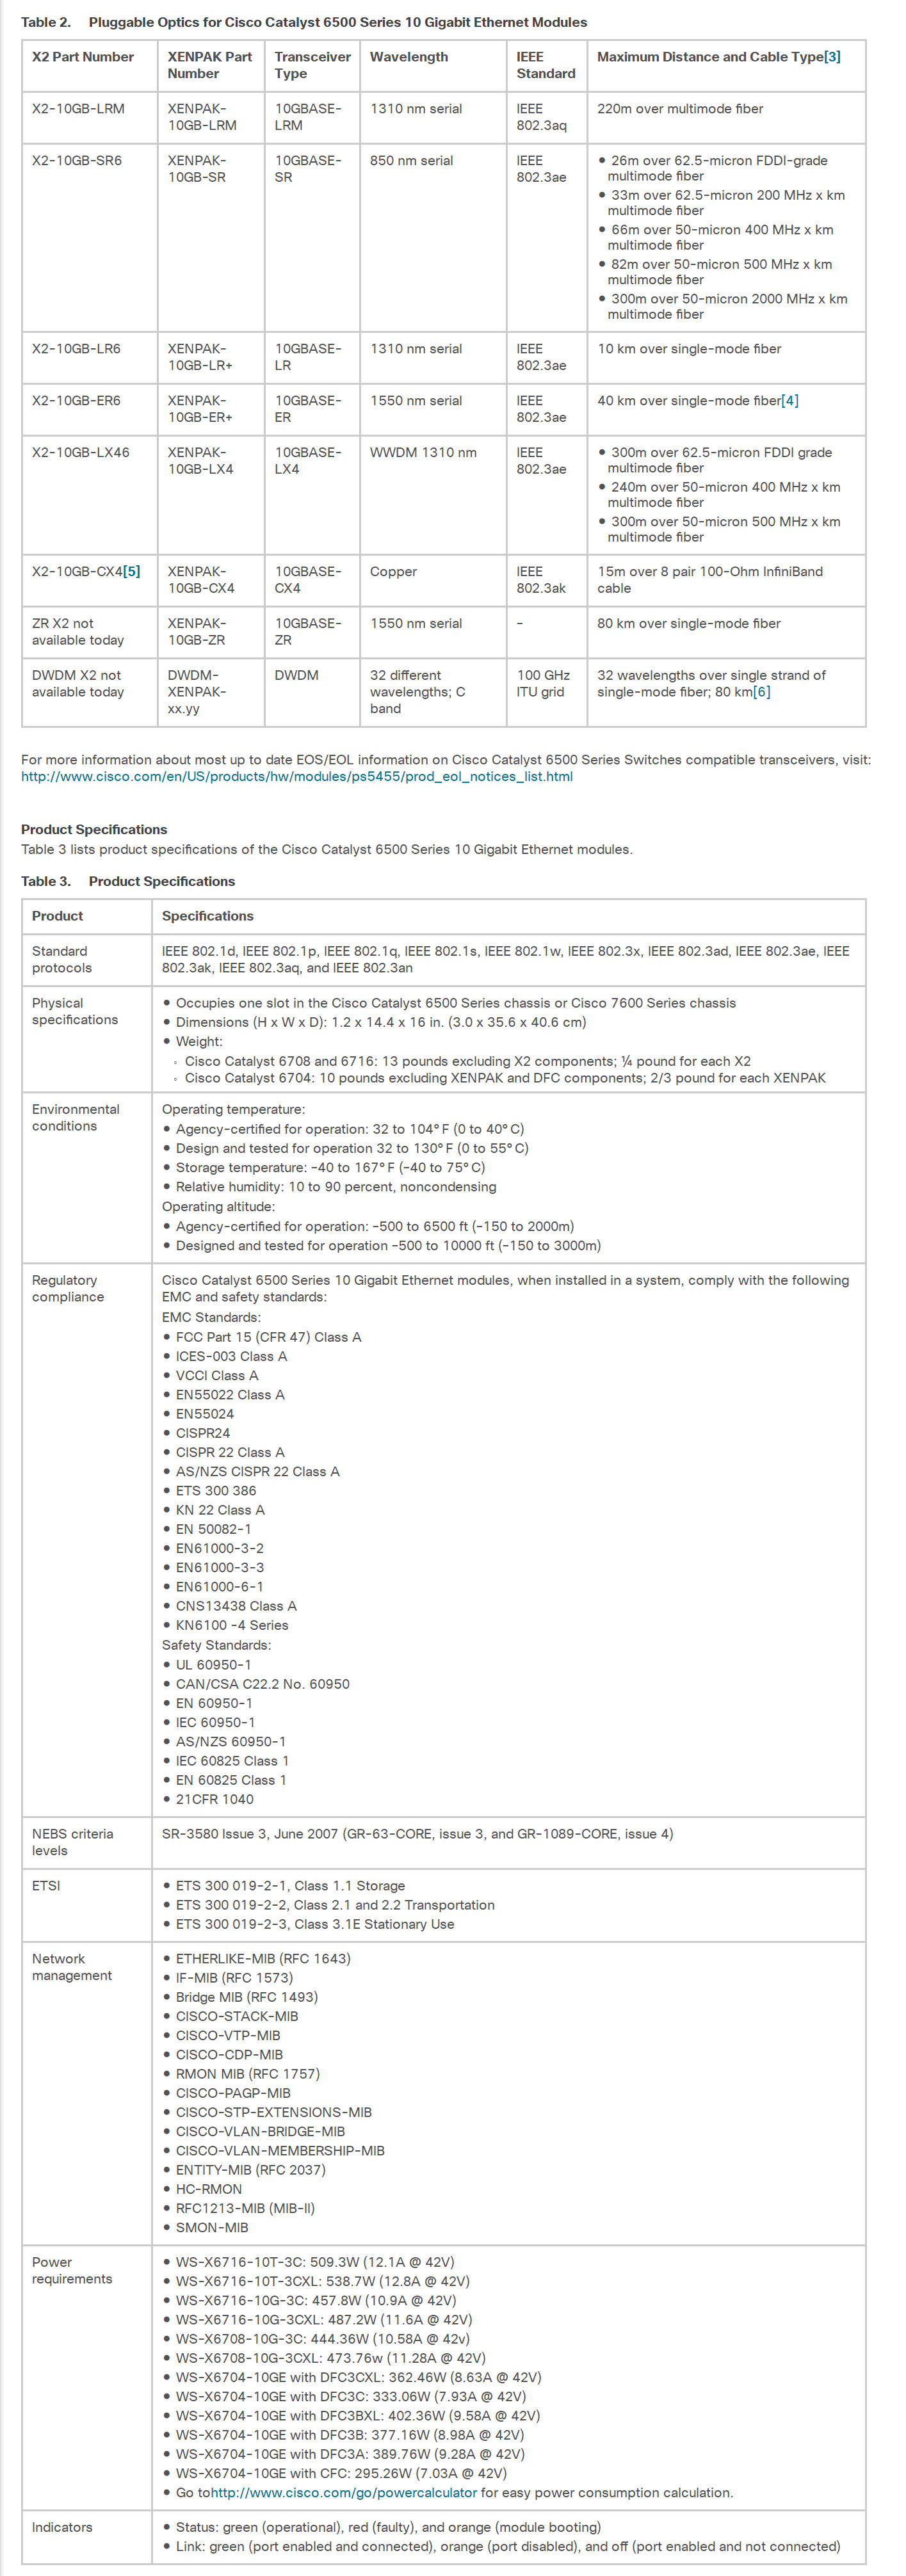 Table 2. Pluggable Optics for Cisco Catalyst 6500 Series 10 Gigabit Ethernet Modules
X2 Part Number XENPAK Part Number Transceiver Type Wavelength IEEE Standard Maximum Distance and Cable Type[3]
X2-10GB-LRM XENPAK-10GB-LRM 10GBASE-LRM 1310 nm serial IEEE 802.3aq 220m over multimode fiber
X2-10GB-SR6 XENPAK-10GB-SR 10GBASE-SR 850 nm serial IEEE 802.3ae
• 26m over 62.5-micron FDDI-grade
multimode fiber
• 33m over 62.5-micron 200 MHz x km
multimode fiber
• 66m over 50-micron 400 MHz x km
multimode fiber
• 82m over 50-micron 500 MHz x km
multimode fiber
• 300m over 50-micron 2000 MHz x km
multimode fiber
X2-10GB-LR6 XENPAK-10GB-LR+ 10GBASE-LR 1310 nm serial IEEE 802.3ae 10 km over single-mode fiber
X2-10GB-ER6 XENPAK-10GB-ER+ 10GBASE-ER 1550 nm serial IEEE 802.3ae 40 km over single-mode fiber[4]
X2-10GB-LX46 XENPAK-10GB-LX4 10GBASE-LX4 WWDM 1310 nm IEEE 802.3ae
• 300m over 62.5-micron FDDI grade
multimode fiber
• 240m over 50-micron 400 MHz x km
multimode fiber
• 300m over 50-micron 500 MHz x km
multimode fiber
X2-10GB-CX4[5] XENPAK-10GB-CX4 10GBASE-CX4 Copper IEEE 802.3ak 15m over 8 pair 100-Ohm InfiniBand cable
ZR X2 not available today XENPAK-10GB-ZR 10GBASE-ZR 1550 nm serial – 80 km over single-mode fiber
DWDM X2 not available today DWDM-XENPAK-xx.yy DWDM 32 different wavelengths; C band 100 GHz ITU grid 32 wavelengths over single strand of single-mode fiber; 80 km[6]
For more information about most up to date EOS/EOL information on Cisco Catalyst 6500 Series Switches compatible transceivers, visit:
http://www.cisco.com/en/US/products/hw/modules/ps5455/prod_eol_notices_list.html
Product Specifications
Table 3 lists product specifications of the Cisco Catalyst 6500 Series 10 Gigabit Ethernet modules.
Table 3. Product Specifications
Product Specifications
Standard protocols
IEEE 802.1d, IEEE 802.1p, IEEE 802.1q, IEEE 802.1s, IEEE 802.1w, IEEE 802.3x, IEEE 802.3ad, IEEE 802.3ae, IEEE
802.3ak, IEEE 802.3aq, and IEEE 802.3an
Physical specifications
• Occupies one slot in the Cisco Catalyst 6500 Series chassis or Cisco 7600 Series chassis
• Dimensions (H x W x D): 1.2 x 14.4 x 16 in. (3.0 x 35.6 x 40.6 cm)
• Weight:
◦ Cisco Catalyst 6708 and 6716: 13 pounds excluding X2 components; ¼ pound for each X2
◦ Cisco Catalyst 6704: 10 pounds excluding XENPAK and DFC components; 2/3 pound for each XENPAK
Environmental conditions
Operating temperature:
• Agency-certified for operation: 32 to 104° F (0 to 40° C)
• Design and tested for operation 32 to 130° F (0 to 55° C)
• Storage temperature: -40 to 167° F (-40 to 75° C)
• Relative humidity: 10 to 90 percent, noncondensing
Operating altitude:
• Agency-certified for operation: -500 to 6500 ft (-150 to 2000m)
• Designed and tested for operation -500 to 10000 ft (-150 to 3000m)
Regulatory compliance
Cisco Catalyst 6500 Series 10 Gigabit Ethernet modules, when installed in a system, comply with the following
EMC and safety standards:
EMC Standards:
• FCC Part 15 (CFR 47) Class A
• ICES-003 Class A
• VCCI Class A
• EN55022 Class A
• EN55024
• CISPR24
• CISPR 22 Class A
• AS/NZS CISPR 22 Class A
• ETS 300 386
• KN 22 Class A
• EN 50082-1
• EN61000-3-2
• EN61000-3-3
• EN61000-6-1
• CNS13438 Class A
• KN6100 -4 Series
Safety Standards:
• UL 60950-1
• CAN/CSA C22.2 No. 60950
• EN 60950-1
• IEC 60950-1
• AS/NZS 60950-1
• IEC 60825 Class 1
• EN 60825 Class 1
• 21CFR 1040
NEBS criteria levels
SR-3580 Issue 3, June 2007 (GR-63-CORE, issue 3, and GR-1089-CORE, issue 4)
ETSI
• ETS 300 019-2-1, Class 1.1 Storage
• ETS 300 019-2-2, Class 2.1 and 2.2 Transportation
• ETS 300 019-2-3, Class 3.1E Stationary Use
Network management
• ETHERLIKE-MIB (RFC 1643)
• IF-MIB (RFC 1573)
• Bridge MIB (RFC 1493)
• CISCO-STACK-MIB
• CISCO-VTP-MIB
• CISCO-CDP-MIB
• RMON MIB (RFC 1757)
• CISCO-PAGP-MIB
• CISCO-STP-EXTENSIONS-MIB
• CISCO-VLAN-BRIDGE-MIB
• CISCO-VLAN-MEMBERSHIP-MIB
• ENTITY-MIB (RFC 2037)
• HC-RMON
• RFC1213-MIB (MIB-II)
• SMON-MIB
Power requirements
• WS-X6716-10T-3C: 509.3W (12.1A @ 42V)
• WS-X6716-10T-3CXL: 538.7W (12.8A @ 42V)
• WS-X6716-10G-3C: 457.8W (10.9A @ 42V)
• WS-X6716-10G-3CXL: 487.2W (11.6A @ 42V)
• WS-X6708-10G-3C: 444.36W (10.58A @ 42v)
• WS-X6708-10G-3CXL: 473.76w (11.28A @ 42V)
• WS-X6704-10GE with DFC3CXL: 362.46W (8.63A @ 42V)
• WS-X6704-10GE with DFC3C: 333.06W (7.93A @ 42V)
• WS-X6704-10GE with DFC3BXL: 402.36W (9.58A @ 42V)
• WS-X6704-10GE with DFC3B: 377.16W (8.98A @ 42V)
• WS-X6704-10GE with DFC3A: 389.76W (9.28A @ 42V)
• WS-X6704-10GE with CFC: 295.26W (7.03A @ 42V)
• Go tohttp://www.cisco.com/go/powercalculator for easy power consumption calculation.
Indicators
• Status: green (operational), red (faulty), and orange (module booting)
• Link: green (port enabled and connected), orange (port disabled), and off (port enabled and not connected)